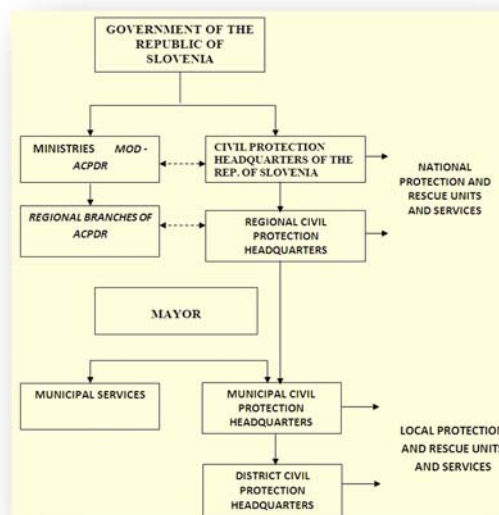 GOVERNMENT OF THE
REPUBLIC OF
SLOVENIA
MINISTRIES MOD -
ACPDR
CIVIL PROTECTION
HEADQUARTERS OF THE
REP. OF SLOVENIA
NATIONAL
PROTECTION AND
RESCUE UNITS
AND SERVICES
REGIONAL BRANCHES OF
ACPDR
REGIONAL CIVIL
PROTECTION
HEADQUARTERS
MAYOR
MUNICIPAL SERVICES
MUNICIPAL CIVIL
PROTECTION
HEADQUARTERS
LOCAL PROTECTION
AND RESCUE UNITS
AND SERVICES
DISTRICT CIVIL
PROTECTION
HEADQUARTERS